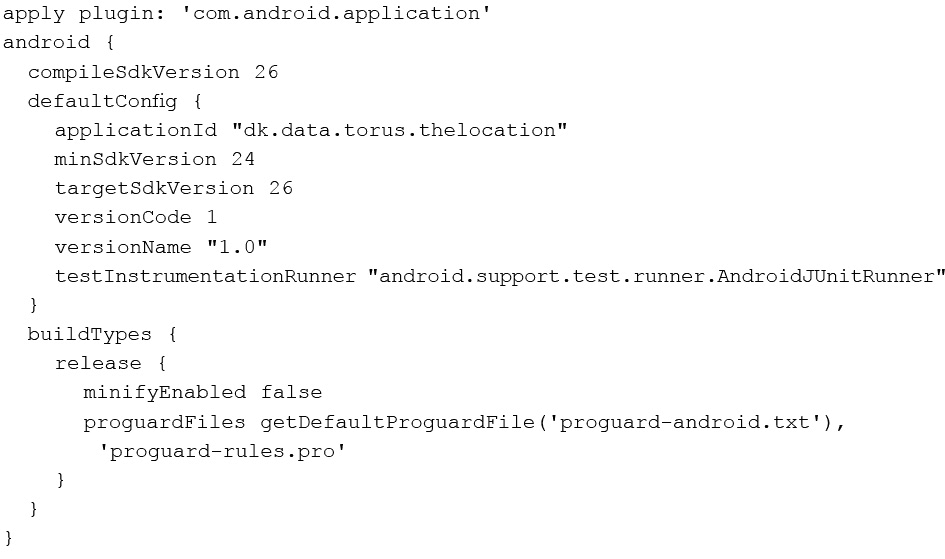 apply plugin: 'com.android.application'
android {
  compileSdkVersion 26
  defaultConfig {
    applicationId "dk.data.torus.thelocation"
    minSdkVersion 24
    targetSdkVersion 26
    versionCode 1
    versionName "1.0"
    testInstrumentationRunner "android.support.test.runner.AndroidJUnitRunner"
  }
  buildTypes {
    release {
      minifyEnabled false
      proguardFiles getDefaultProguardFile('proguard-android.txt'),
       'proguard-rules.pro'
    }
  }
}